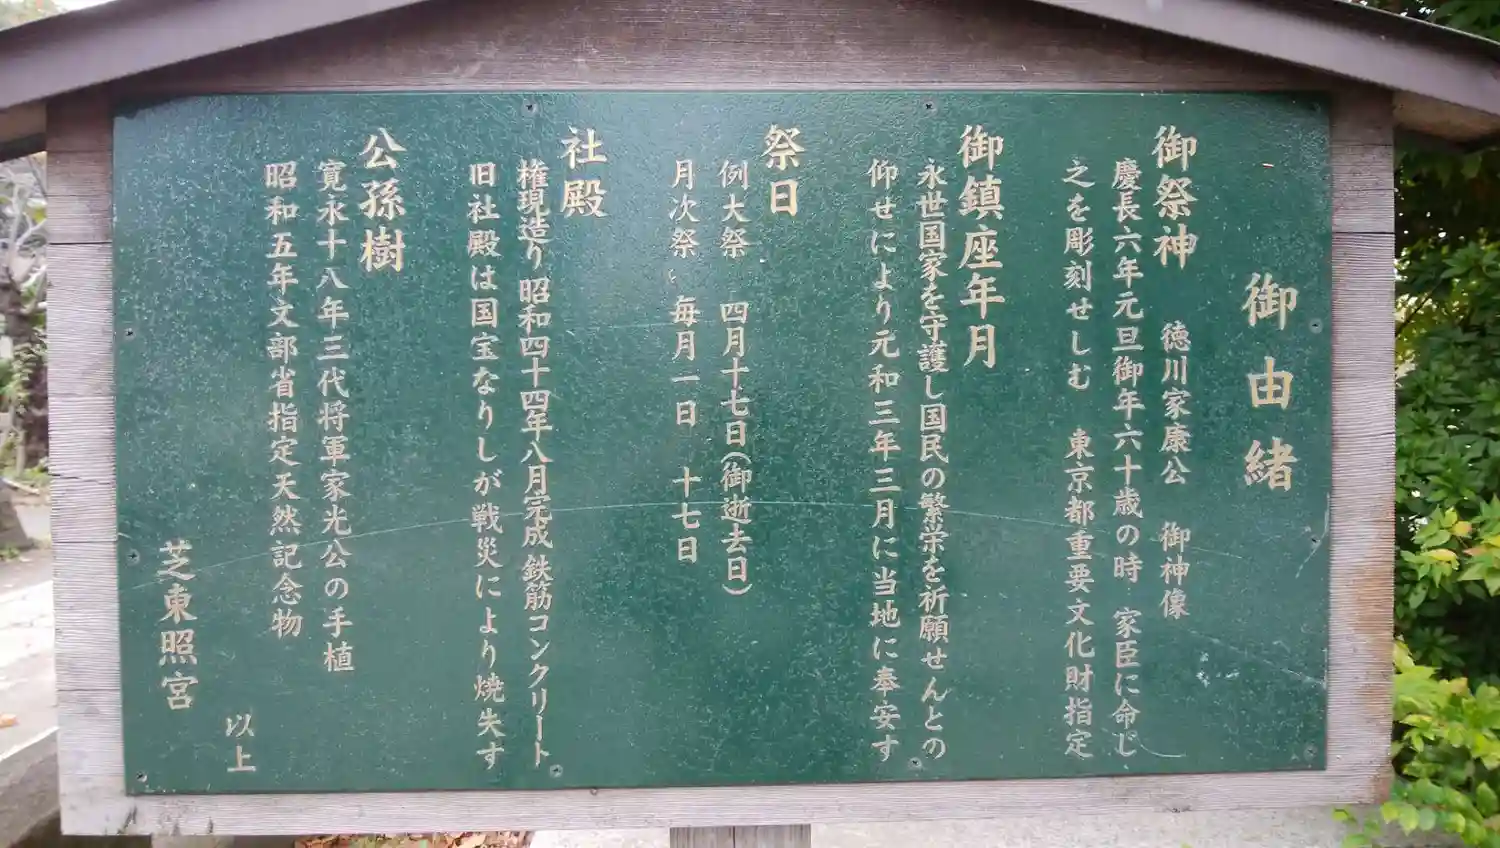 御由緒
御祭神　徳川家康公　御神像
慶長六年元旦御年六十歳の時　家臣に命じ
之を彫刻せしむ　東京都重要文化財指定
御鎮座年月
永世国家を守護し国民の繁栄を祈願せんとの
仰せにより元和三年三月に当地に奉安す
祭日
例大祭　四月十七日(御逝去日)
月次祭　毎月一日　十七日
社殿
権現造り昭和四十四年八月完成鉄筋コンクリート
旧社殿は国宝なりしが戦災により焼失す
公孫樹
寛永十八年三代将軍家光公の手植
昭和五年文部省指定天然記念物
以上
芝東照宮